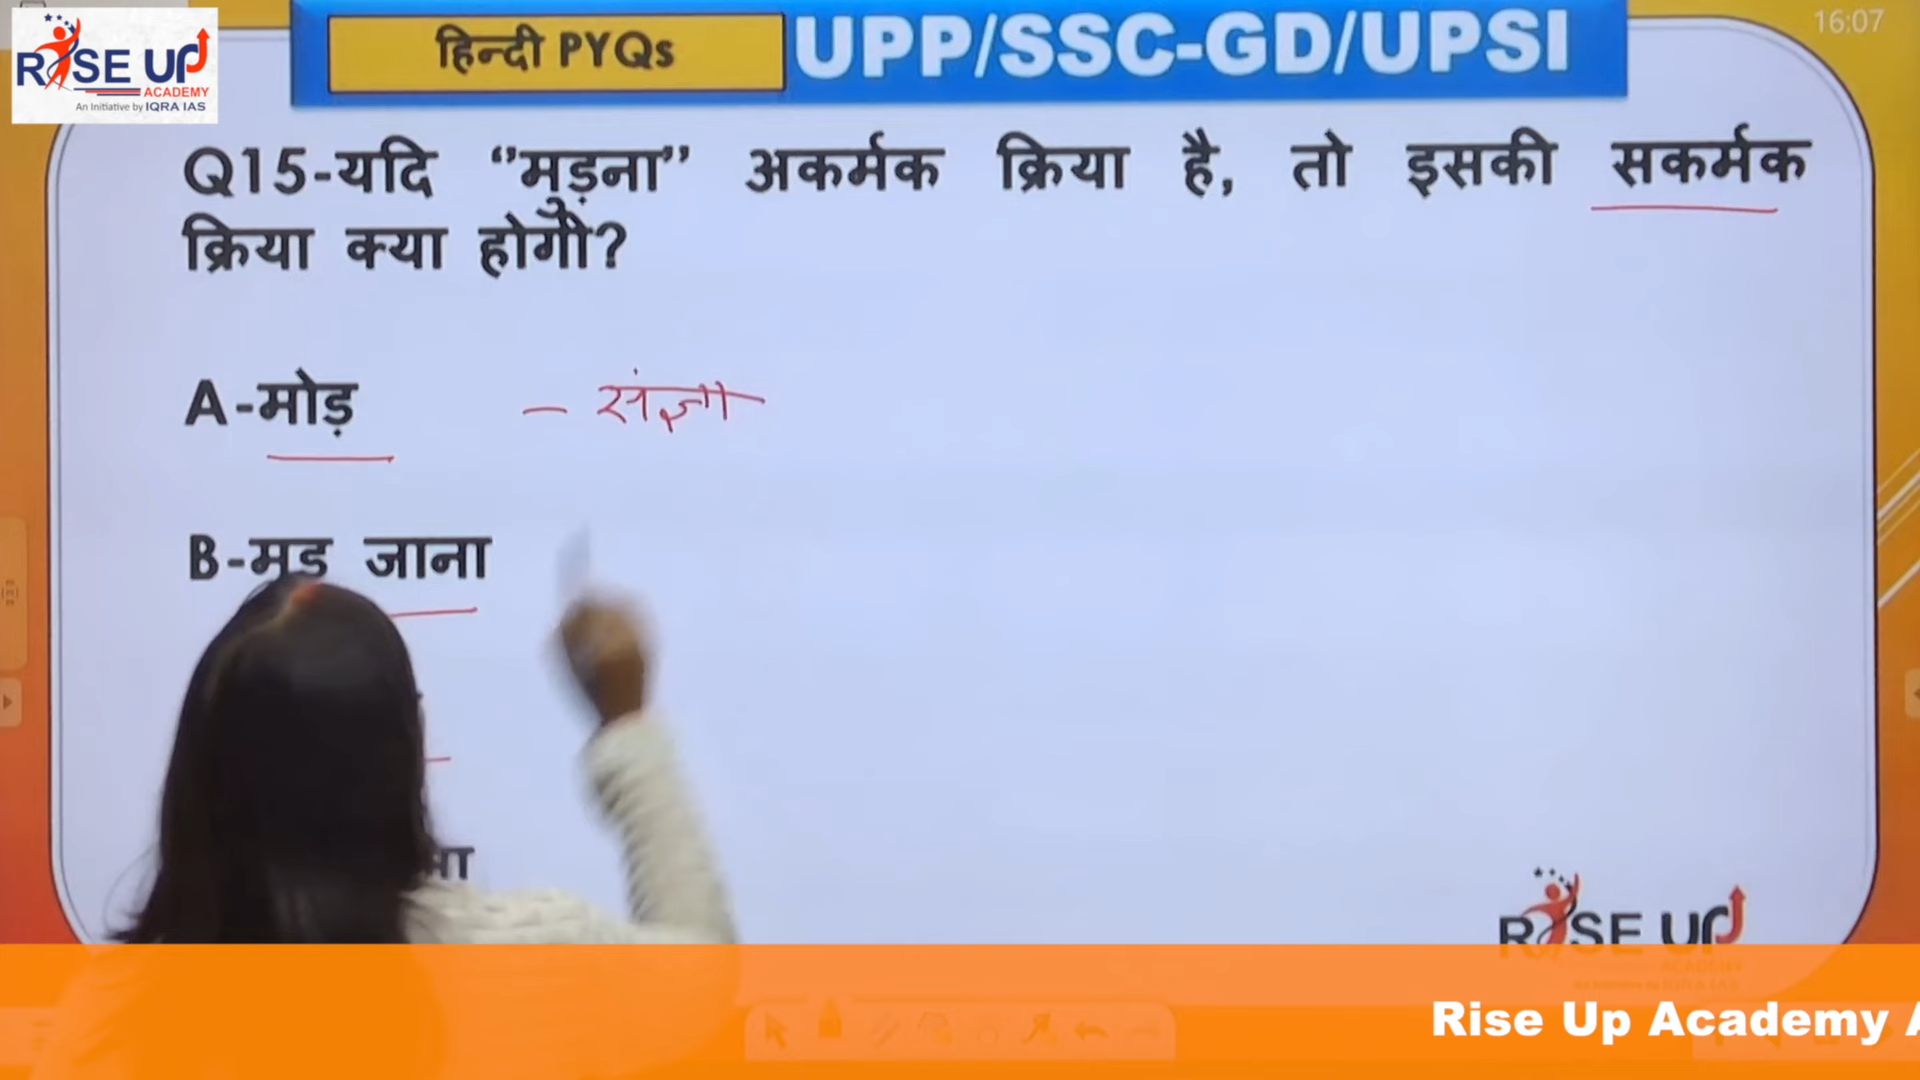 RISE UP
ACADEMY
An Initiative by IQRA IAS
हिन्दी PYQs
UPP/SSC-GD/UPSI
16:07
Q15-यदि “मुड़ना” अकर्मक क्रिया है, तो इसकी सकर्मक
क्रिया क्या होगी?
A-मोड़
- संज्ञा
B-मुड़ जाना
RISE UP
Rise Up Academy